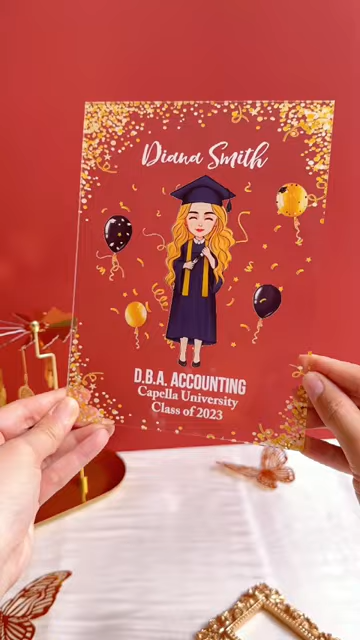 Diana Smith
D.B.A. ACCOUNTING
Capella University
Class of 2023